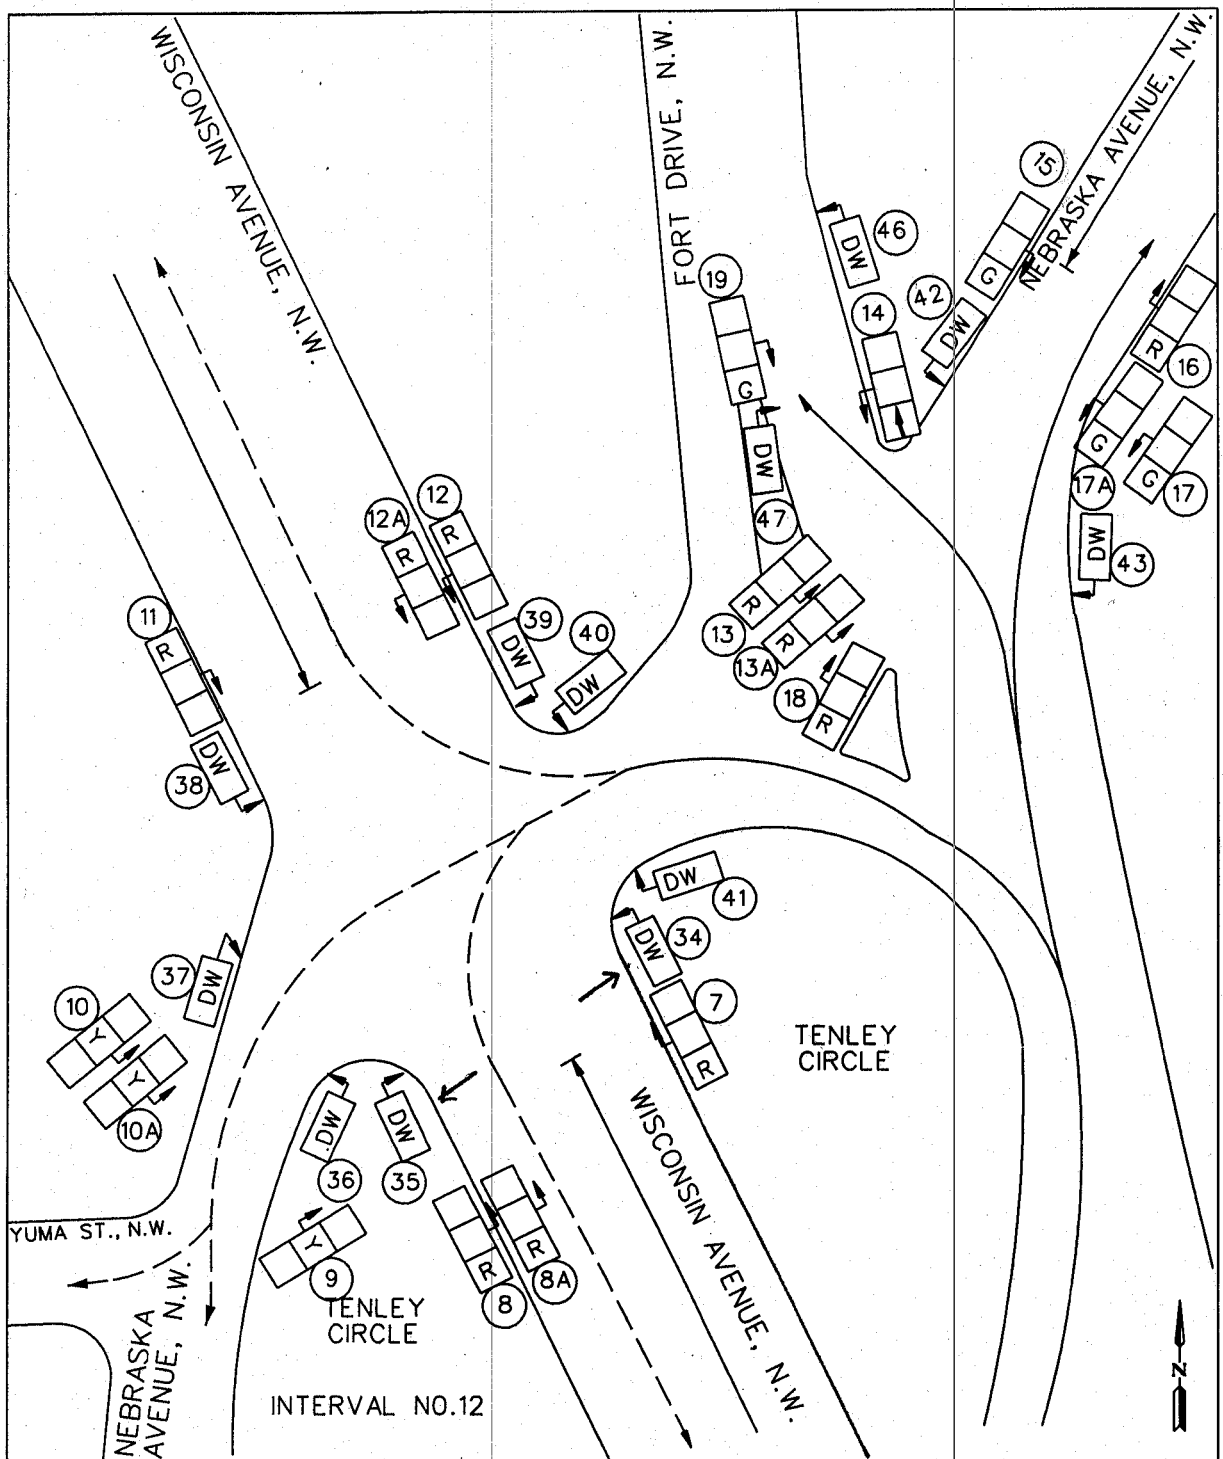 WISCONSIN AVENUE, N.W.
FORT DRIVE, N.W.
NEBRASKA AVENUE, N.W.
15
G
46
DW
42
DW
19
G
14
16
R
17A
G
17
G
DW
47
DW
43
12
R
12A
R
39
DW
40
DW
13
R
13A
R
18
R
11
R
38
DW
DW
41
DW
34
7
R
37
DW
10
Y
10A
Y
TENLEY
CIRCLE
DW
36
DW
35
WISCONSIN AVENUE, N.W.
YUMA ST., N.W.
Y
9
R
8
R
8A
TENLEY
CIRCLE
NEBRASKA
AVENUE, N.W.
INTERVAL NO.12
N